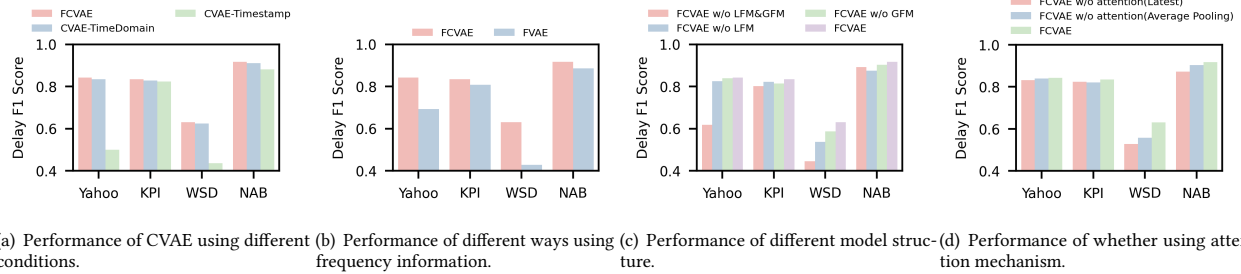 FCVAE
CVAE-TimeDomain
CVAE-Timestamp
Delay F1 Score
1.0
0.8
0.6
0.4
Yahoo KPI WSD NAB
FCVAE FVAE
Delay F1 Score
1.0
0.8
0.6
0.4
Yahoo KPI WSD NAB
FCVAE w/o LFM&GFM
FCVAE w/o LFM
FCVAE w/o GFM
FCVAE
Delay F1 Score
1.0
0.8
0.6
0.4
Yahoo KPI WSD NAB
FCVAE w/o attention(Latest)
FCVAE w/o attention(Average Pooling)
FCVAE
Delay F1 Score
1.0
0.8
0.6
0.4
Yahoo KPI WSD NAB
a) Performance of CVAE using different
conditions.
(b) Performance of different ways using
frequency information.
(c) Performance of different model struc-
ture.
(d) Performance of whether using atte
tion mechanism.